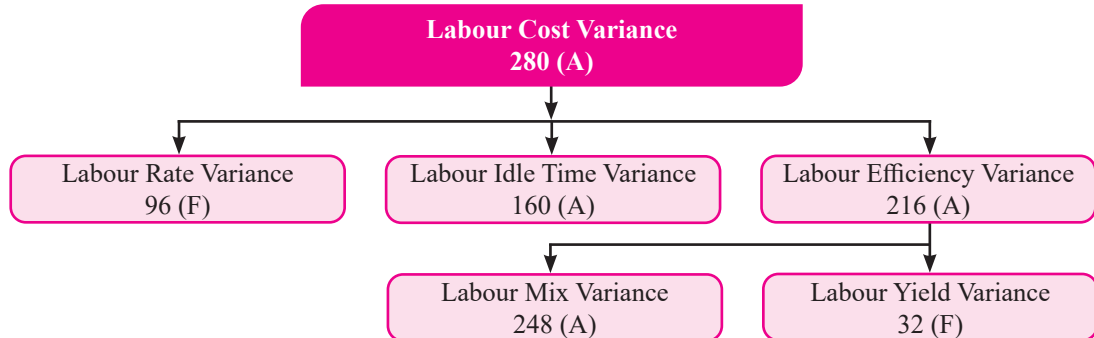 Labour Cost Variance
280 (A)
Labour Rate Variance
96 (F)
Labour Idle Time Variance
160 (A)
Labour Efficiency Variance
216 (A)
Labour Mix Variance
248 (A)
Labour Yield Variance
32 (F)